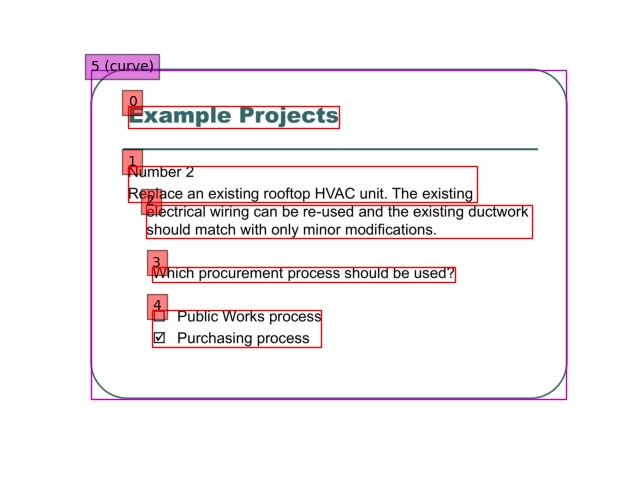 5 (curve)
0
Example Projects
1
Number 2
Replace an existing rooftop HVAC unit. The existing
2
electrical wiring can be re-used and the existing ductwork
should match with only minor modifications.
3
Which procurement process should be used?
4
☐ Public Works process
☑ Purchasing process